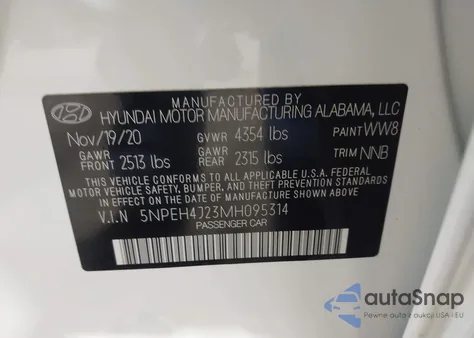 MANUFACTURED BY
HYUNDAI MOTOR MANUFACTURING ALABAMA, LLC
Nov/19/20 GVWR 4354 lbs PAINT WW8
GAWR FRONT 2513 lbs GAWR REAR 2315 lbs TRIM NNB
THIS VEHICLE CONFORMS TO ALL APPLICABLE U.S.A. FEDERAL
MOTOR VEHICLE SAFETY, BUMPER, AND THEFT PREVENTION STANDARDS
IN EFFECT ON THE DATE OF MANUFACTURE SHOWN ABOVE.
V.I.N 5NPEH4J23MH095314
PASSENGER CAR
autoSnap
Pewne auto z aukcji USA i EU